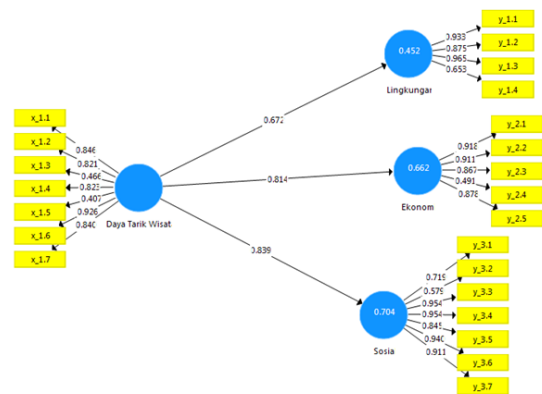 x_1.1
x_1.2
x_1.3
x_1.4
x_1.5
x_1.6
x_1.7
0.846
0.821
0.466
0.823
0.407
0.926
0.840
Daya Tarik Wisat
0.672
0.814
0.839
0.452
Lingkungar
0.933
0.875
0.965
0.653
y_1.1
y_1.2
y_1.3
y_1.4
0.662
Ekonom
0.918
0.911
0.867
0.491
0.878
y_2.1
y_2.2
y_2.3
y_2.4
y_2.5
0.704
Sosia
0.719
0.579
0.954
0.954
0.845
0.940
0.911
y_3.1
y_3.2
y_3.3
y_3.4
y_3.5
y_3.6
y_3.7